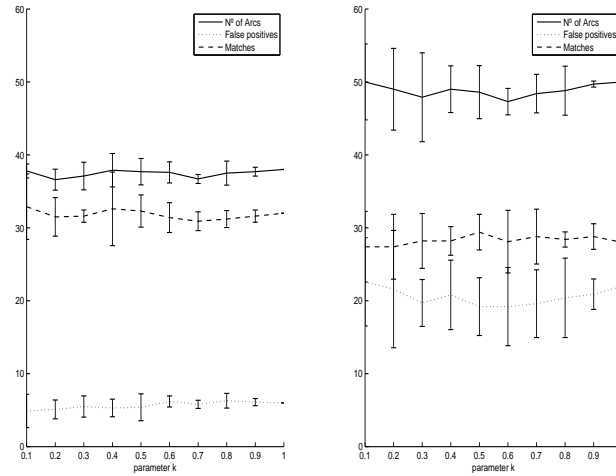 60
50
40
30
20
10
0
0.1 0.2 0.3 0.4 0.5 0.6 0.7 0.8 0.9 1
parameter k
Nº of Arcs
False positives
Matches
60
50
40
30
20
10
0
0.1 0.2 0.3 0.4 0.5 0.6 0.7 0.8 0.9
parameter k
Nº of Arcs
False positives
Matches